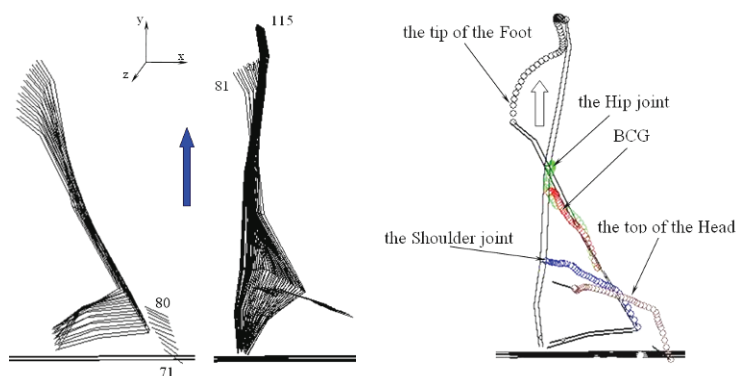 y
x
z
115
81
80
71
the tip of the Foot
the Hip joint
BCG
the top of the Head
the Shoulder joint